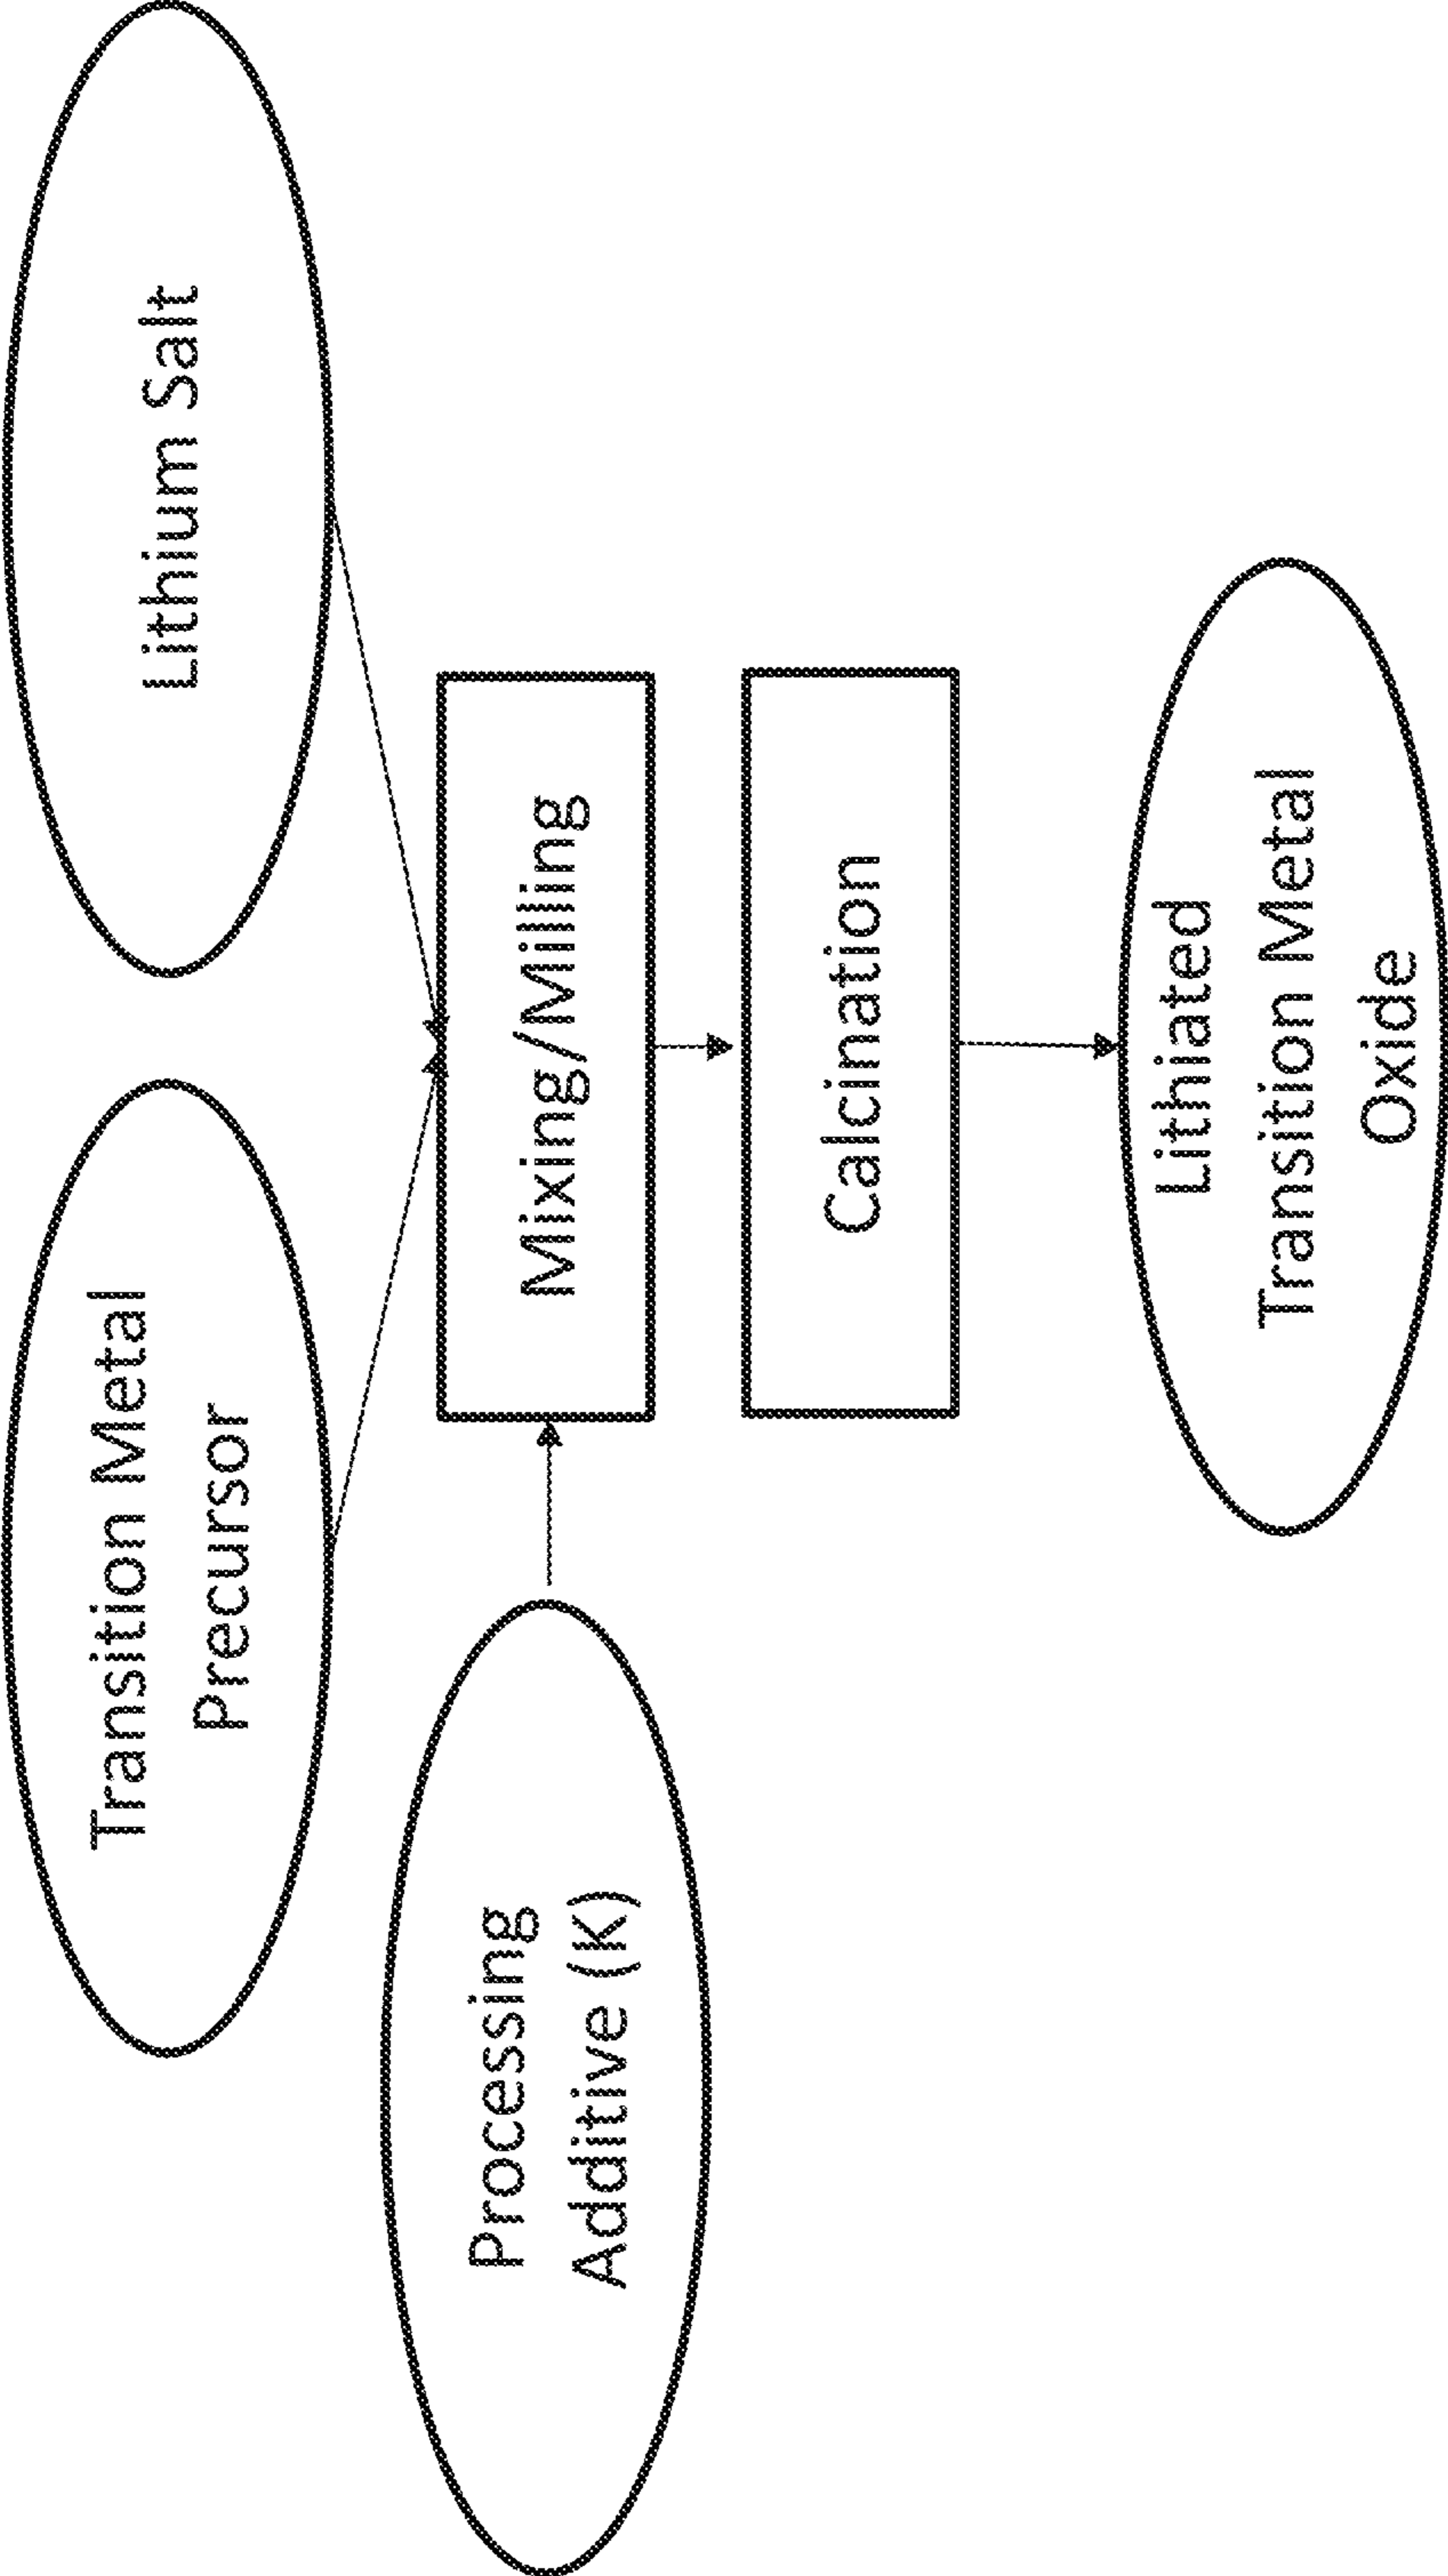 Transition Metal
Precursor
Lithium Salt
Processing
Additive (K)
Mixing/Milling
Calcination
Lithiated
Transition Metal
Oxide